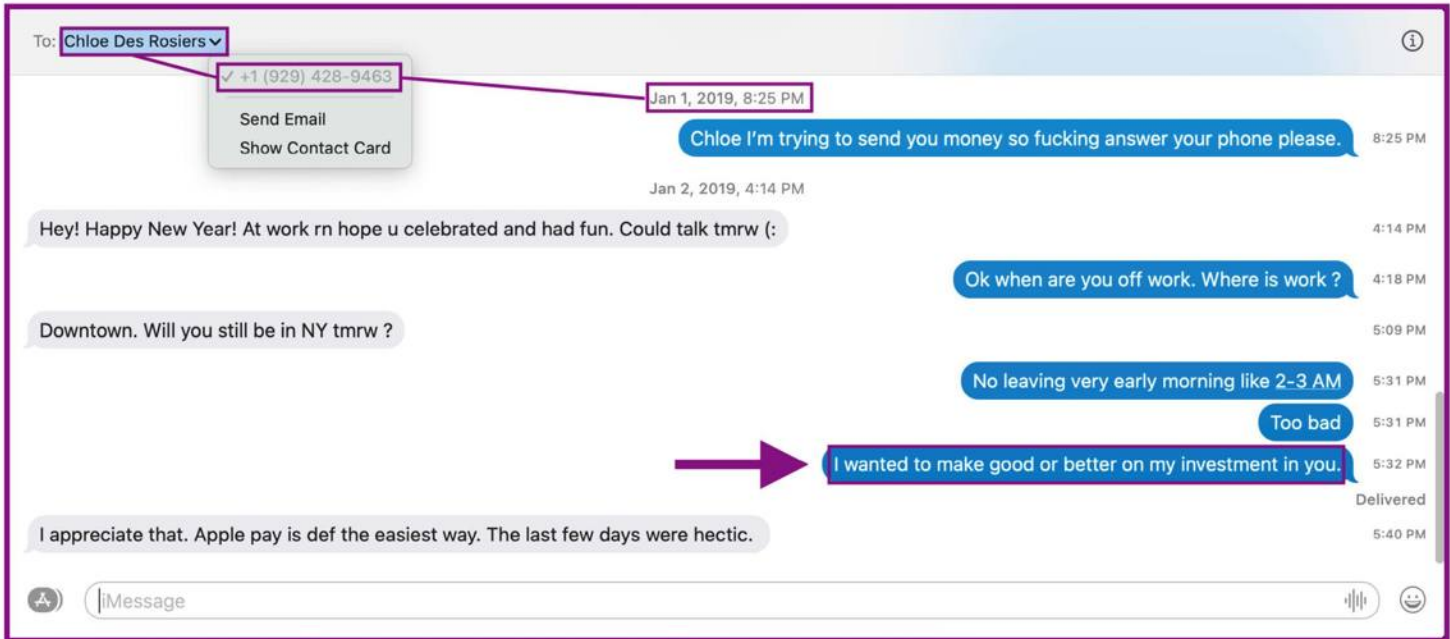 To: Chloe Des Rosiers
✓ +1 (929) 428-9463
Send Email
Show Contact Card
Jan 1, 2019, 8:25 PM
Chloe I'm trying to send you money so fucking answer your phone please.
8:25 PM
Jan 2, 2019, 4:14 PM
Hey! Happy New Year! At work rn hope u celebrated and had fun. Could talk tmrw (:
4:14 PM
Ok when are you off work. Where is work ?
4:18 PM
Downtown. Will you still be in NY tmrw ?
5:09 PM
No leaving very early morning like 2-3 AM
5:31 PM
Too bad
5:31 PM
I wanted to make good or better on my investment in you.
5:32 PM
Delivered
I appreciate that. Apple pay is def the easiest way. The last few days were hectic.
5:40 PM
iMessage